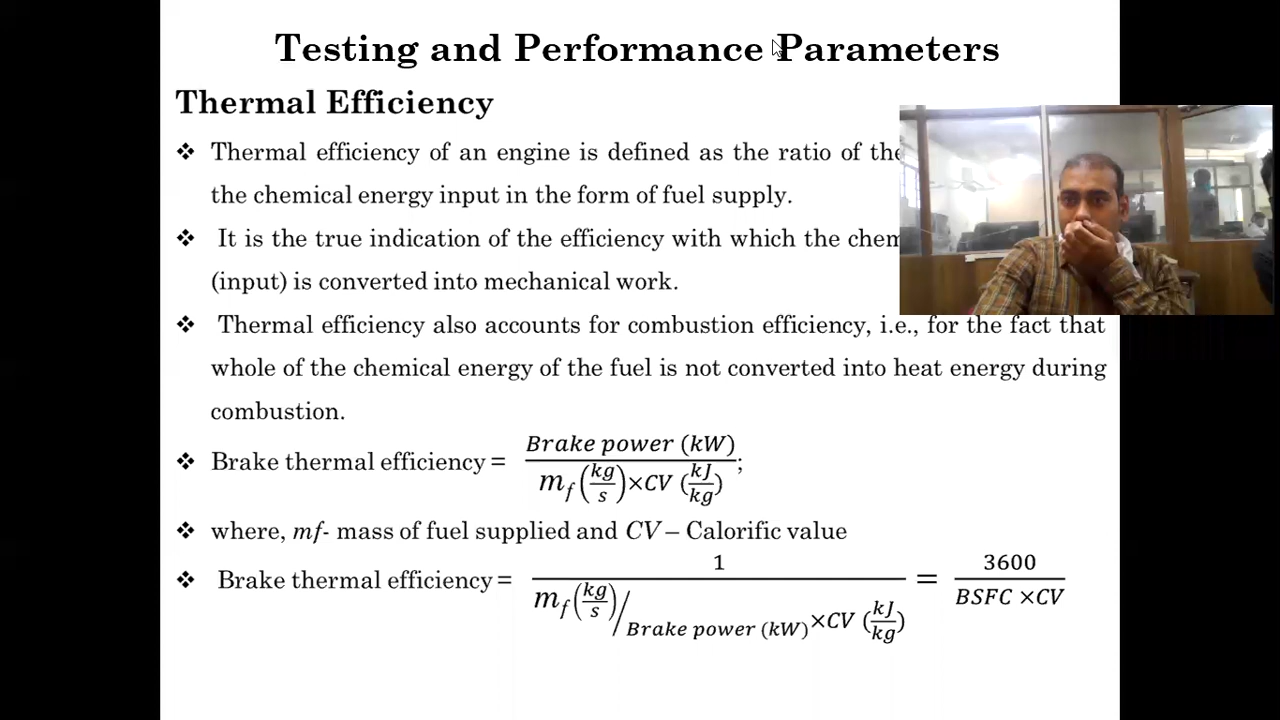 Testing and Performance Parameters
Thermal Efficiency
❖ Thermal efficiency of an engine is defined as the ratio of the
the chemical energy input in the form of fuel supply.
❖ It is the true indication of the efficiency with which the chem
(input) is converted into mechanical work.
❖ Thermal efficiency also accounts for combustion efficiency, i.e., for the fact that
whole of the chemical energy of the fuel is not converted into heat energy during
combustion.
❖ Brake thermal efficiency = Brake power (kW) / m_f (kg/s) × CV (kJ/kg) ;
❖ where, mf- mass of fuel supplied and CV – Calorific value
❖ Brake thermal efficiency = 1 / m_f (kg/s) / Brake power (kW) × CV (kJ/kg) = 3600 / BSFC × CV